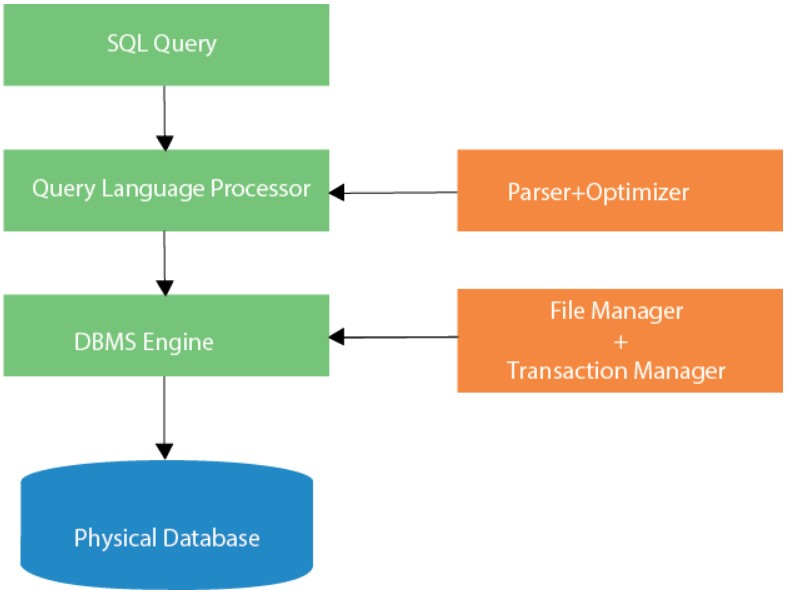 SQL Query
Query Language Processor
Parser+Optimizer
DBMS Engine
File Manager
+
Transaction Manager
Physical Database